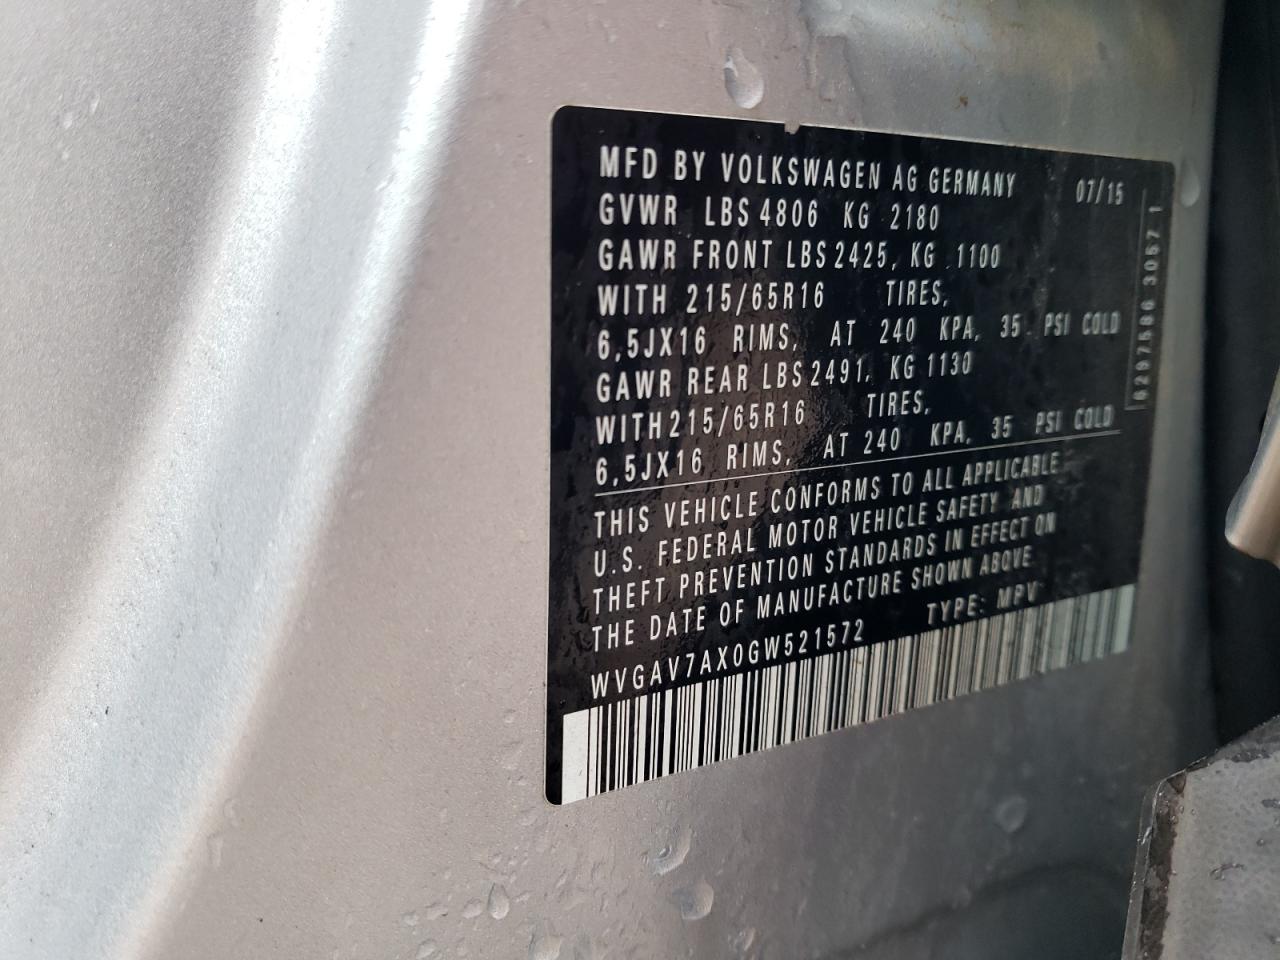 MFD BY VOLKSWAGEN AG GERMANY 07/15
GVWR LBS 4806 KG 2180
GAWR FRONT LBS 2425, KG 1100
WITH 215/65R16 TIRES,
6,5JX16 RIMS, AT 240 KPA, 35 PSI COLD
GAWR REAR LBS 2491, KG 1130
WITH 215/65R16 TIRES,
6,5JX16 RIMS, AT 240 KPA, 35 PSI COLD
THIS VEHICLE CONFORMS TO ALL APPLICABLE
U.S. FEDERAL MOTOR VEHICLE SAFETY AND
THEFT PREVENTION STANDARDS IN EFFECT ON
THE DATE OF MANUFACTURE SHOWN ABOVE
WVGAV7AX0GW521572 TYPE: MPV
6297586 3057 1